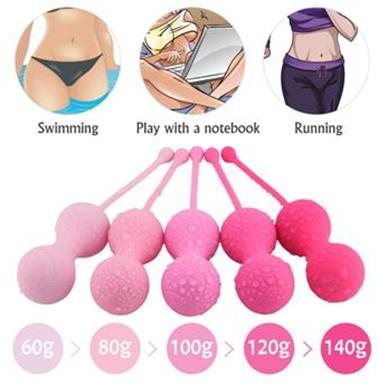 Swimming
Play with a notebook
Running
60g > 80g > 100g > 120g > 140g